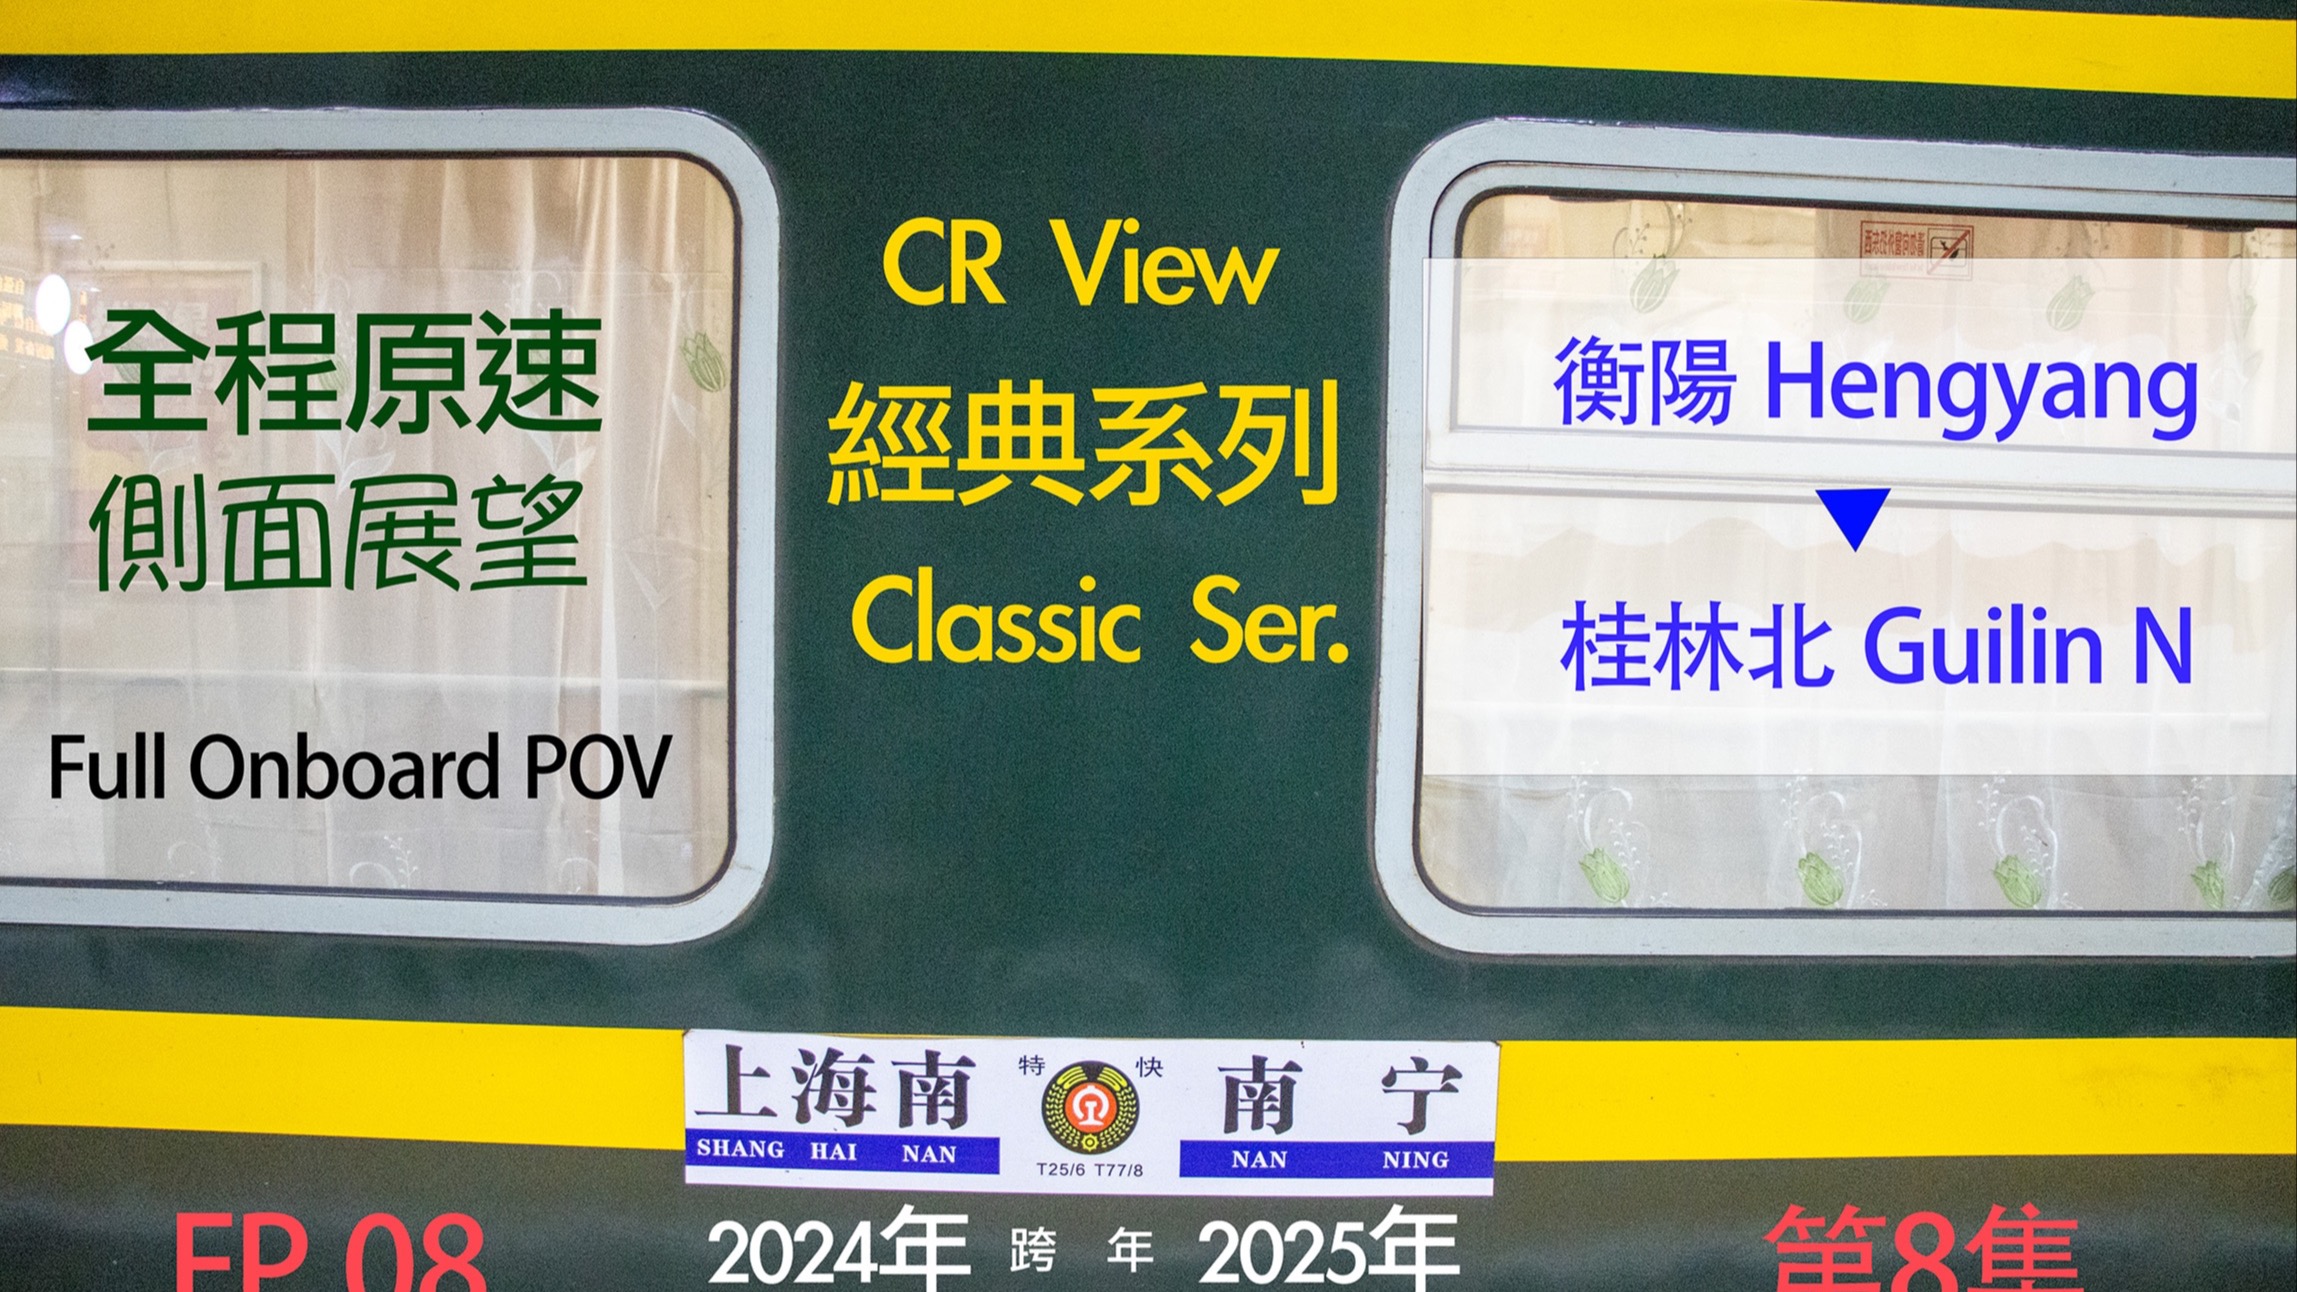 全程原速
側面展望
Full Onboard POV
CR View
經典系列
Classic Ser.
衡陽 Hengyang
▼
桂林北 Guilin N
上海南 特 快 南 宁
SHANG HAI NAN NAN NING
T25/6 T77/8
EP 08
2024年 跨 年 2025年
第8集